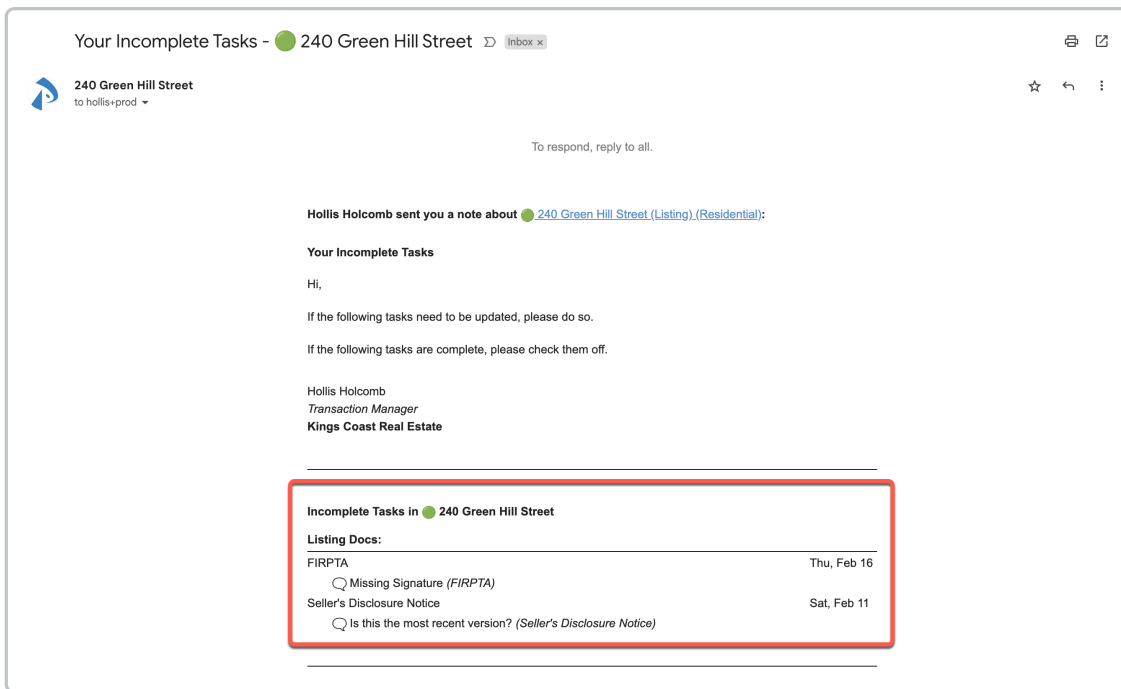 Your Incomplete Tasks - 🟢 240 Green Hill Street Inbox ×
240 Green Hill Street
to hollis+prod
To respond, reply to all.
Hollis Holcomb sent you a note about 🟢 240 Green Hill Street (Listing) (Residential):
Your Incomplete Tasks
Hi,
If the following tasks need to be updated, please do so.
If the following tasks are complete, please check them off.
Hollis Holcomb
Transaction Manager
Kings Coast Real Estate
Incomplete Tasks in 🟢 240 Green Hill Street
Listing Docs:
FIRPTA Thu, Feb 16
Missing Signature (FIRPTA)
Seller's Disclosure Notice Sat, Feb 11
Is this the most recent version? (Seller's Disclosure Notice)